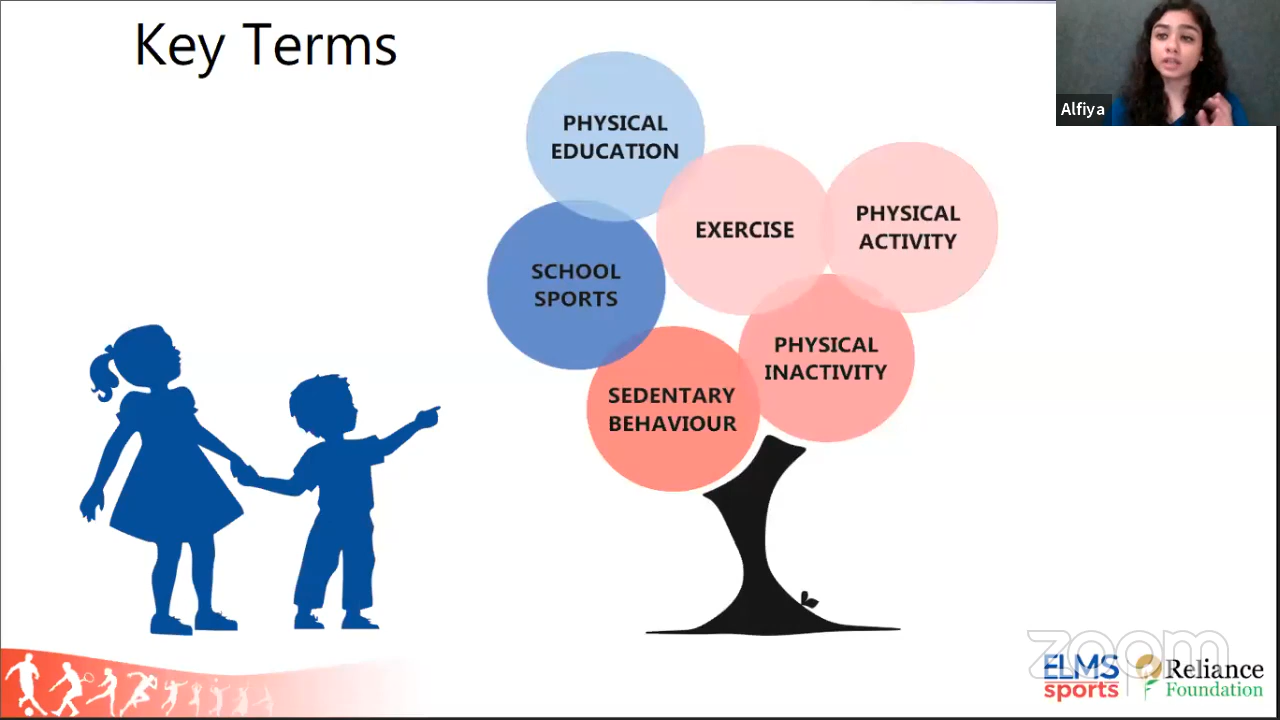 Key Terms
Alfiya
PHYSICAL
EDUCATION
EXERCISE
PHYSICAL
ACTIVITY
SCHOOL
SPORTS
PHYSICAL
INACTIVITY
SEDENTARY
BEHAVIOUR
zoom
ELMS
sports
Reliance
Foundation